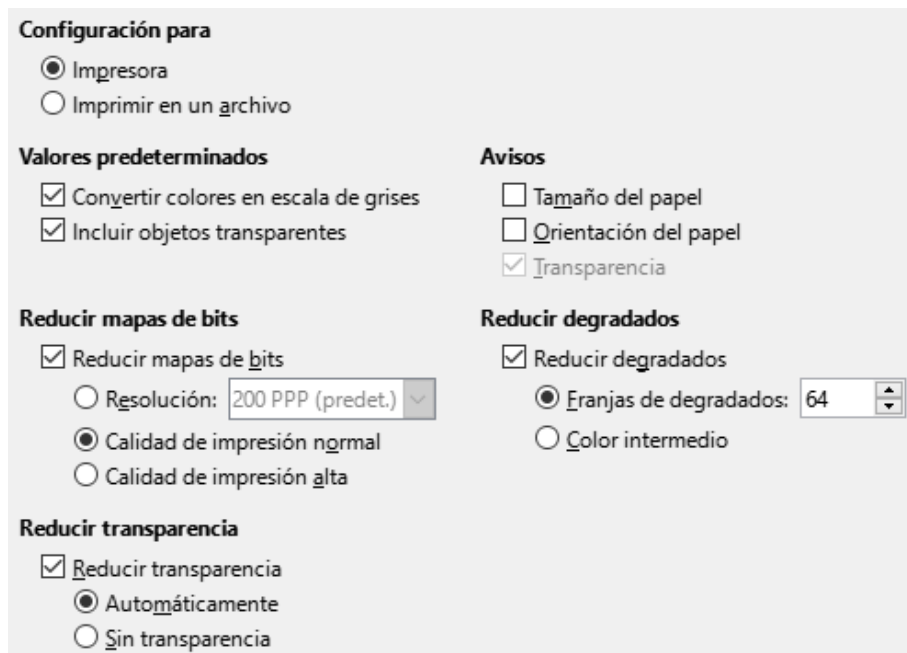 Configuración para
Impresora
Imprimir en un archivo
Valores predeterminados
Convertir colores en escala de grises
Incluir objetos transparentes
Avisos
Tamaño del papel
Orientación del papel
Transparencia
Reducir mapas de bits
Reducir mapas de bits
Resolución: 200 PPP (predet.)
Calidad de impresión normal
Calidad de impresión alta
Reducir degradados
Reducir degradados
Franjas de degradados: 64
Color intermedio
Reducir transparencia
Reducir transparencia
Automáticamente
Sin transparencia